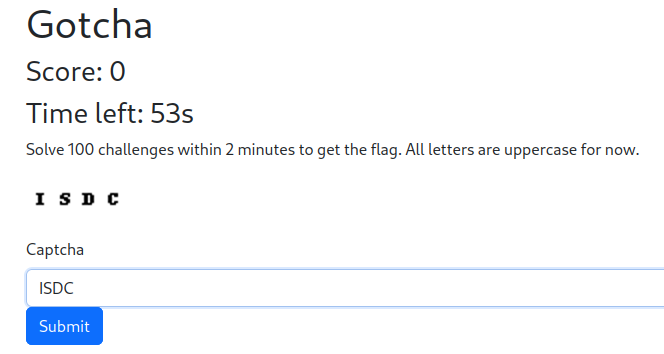 Gotcha
Score: 0
Time left: 53s
Solve 100 challenges within 2 minutes to get the flag. All letters are uppercase for now.
I S D C
Captcha
ISDC
Submit